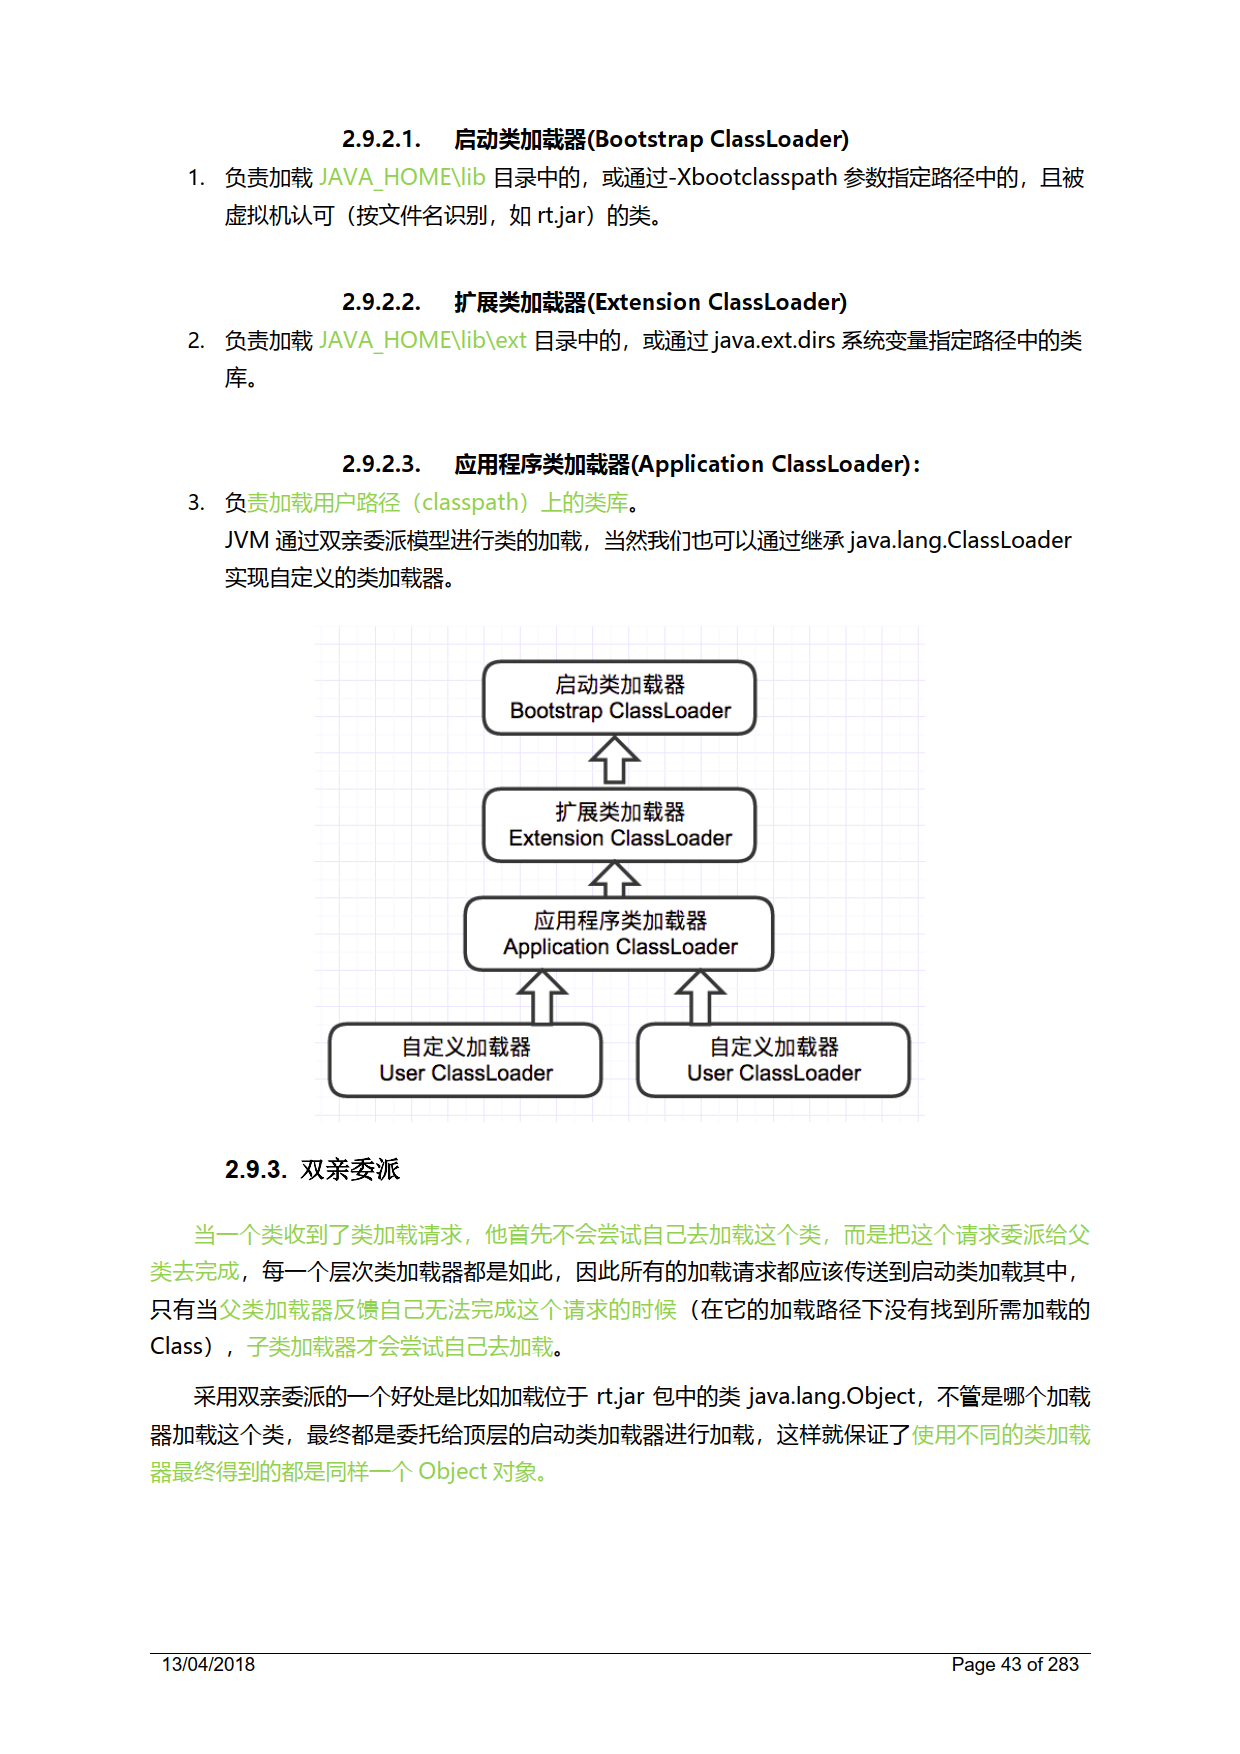 2.9.2.1. 启动类加载器(Bootstrap ClassLoader)
1. 负责加载 JAVA_HOME\lib 目录中的，或通过-Xbootclasspath 参数指定路径中的，且被
虚拟机认可（按文件名识别，如 rt.jar）的类。
2.9.2.2. 扩展类加载器(Extension ClassLoader)
2. 负责加载 JAVA_HOME\lib\ext 目录中的，或通过 java.ext.dirs 系统变量指定路径中的类
库。
2.9.2.3. 应用程序类加载器(Application ClassLoader)：
3. 负责加载用户路径（classpath）上的类库。
JVM 通过双亲委派模型进行类的加载，当然我们也可以通过继承 java.lang.ClassLoader
实现自定义的类加载器。
启动类加载器
Bootstrap ClassLoader
扩展类加载器
Extension ClassLoader
应用程序类加载器
Application ClassLoader
自定义加载器
User ClassLoader
自定义加载器
User ClassLoader
2.9.3. 双亲委派
当一个类收到了类加载请求，他首先不会尝试自己去加载这个类，而是把这个请求委派给父
类去完成，每一个层次类加载器都是如此，因此所有的加载请求都应该传送到启动类加载其中，
只有当父类加载器反馈自己无法完成这个请求的时候（在它的加载路径下没有找到所需加载的
Class），子类加载器才会尝试自己去加载。
采用双亲委派的一个好处是比如加载位于 rt.jar 包中的类 java.lang.Object，不管是哪个加载
器加载这个类，最终都是委托给顶层的启动类加载器进行加载，这样就保证了使用不同的类加载
器最终得到的都是同样一个 Object 对象。
13/04/2018
Page 43 of 283